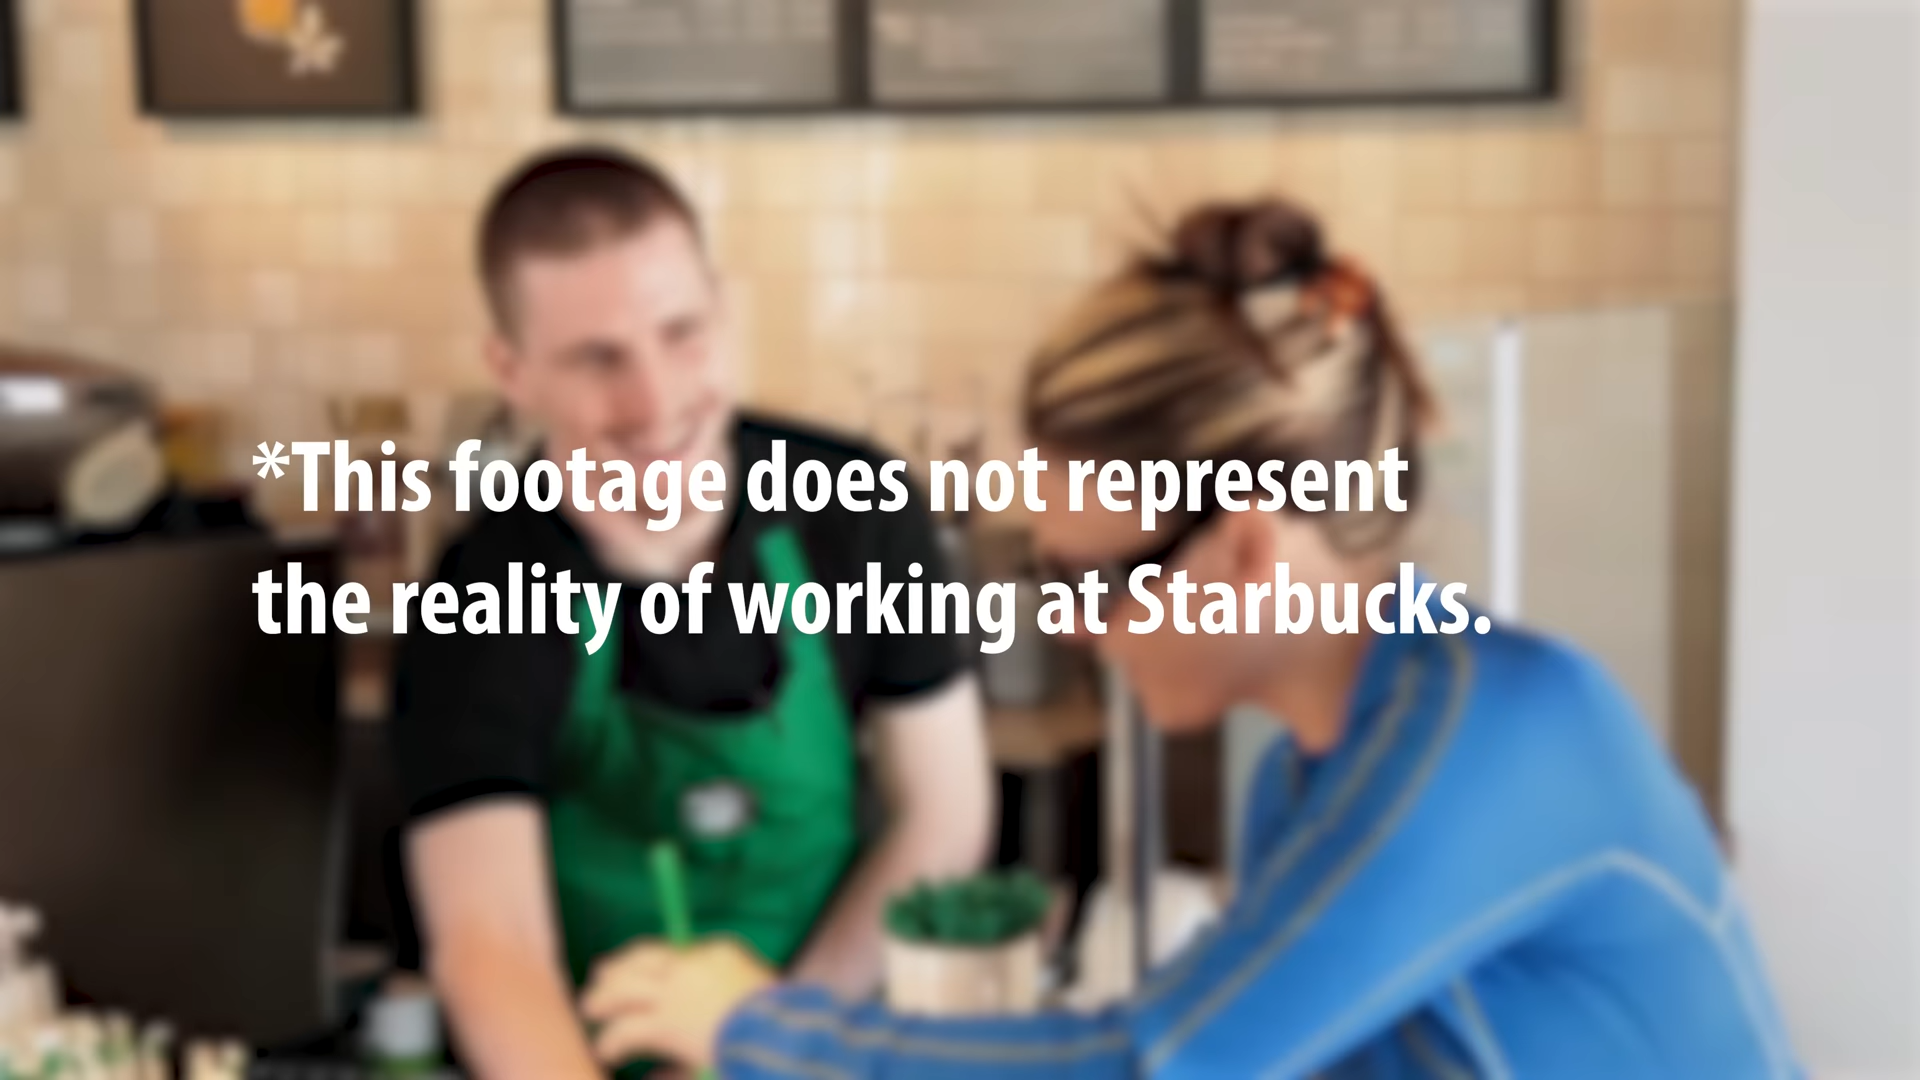 *This footage does not represent
the reality of working at Starbucks.